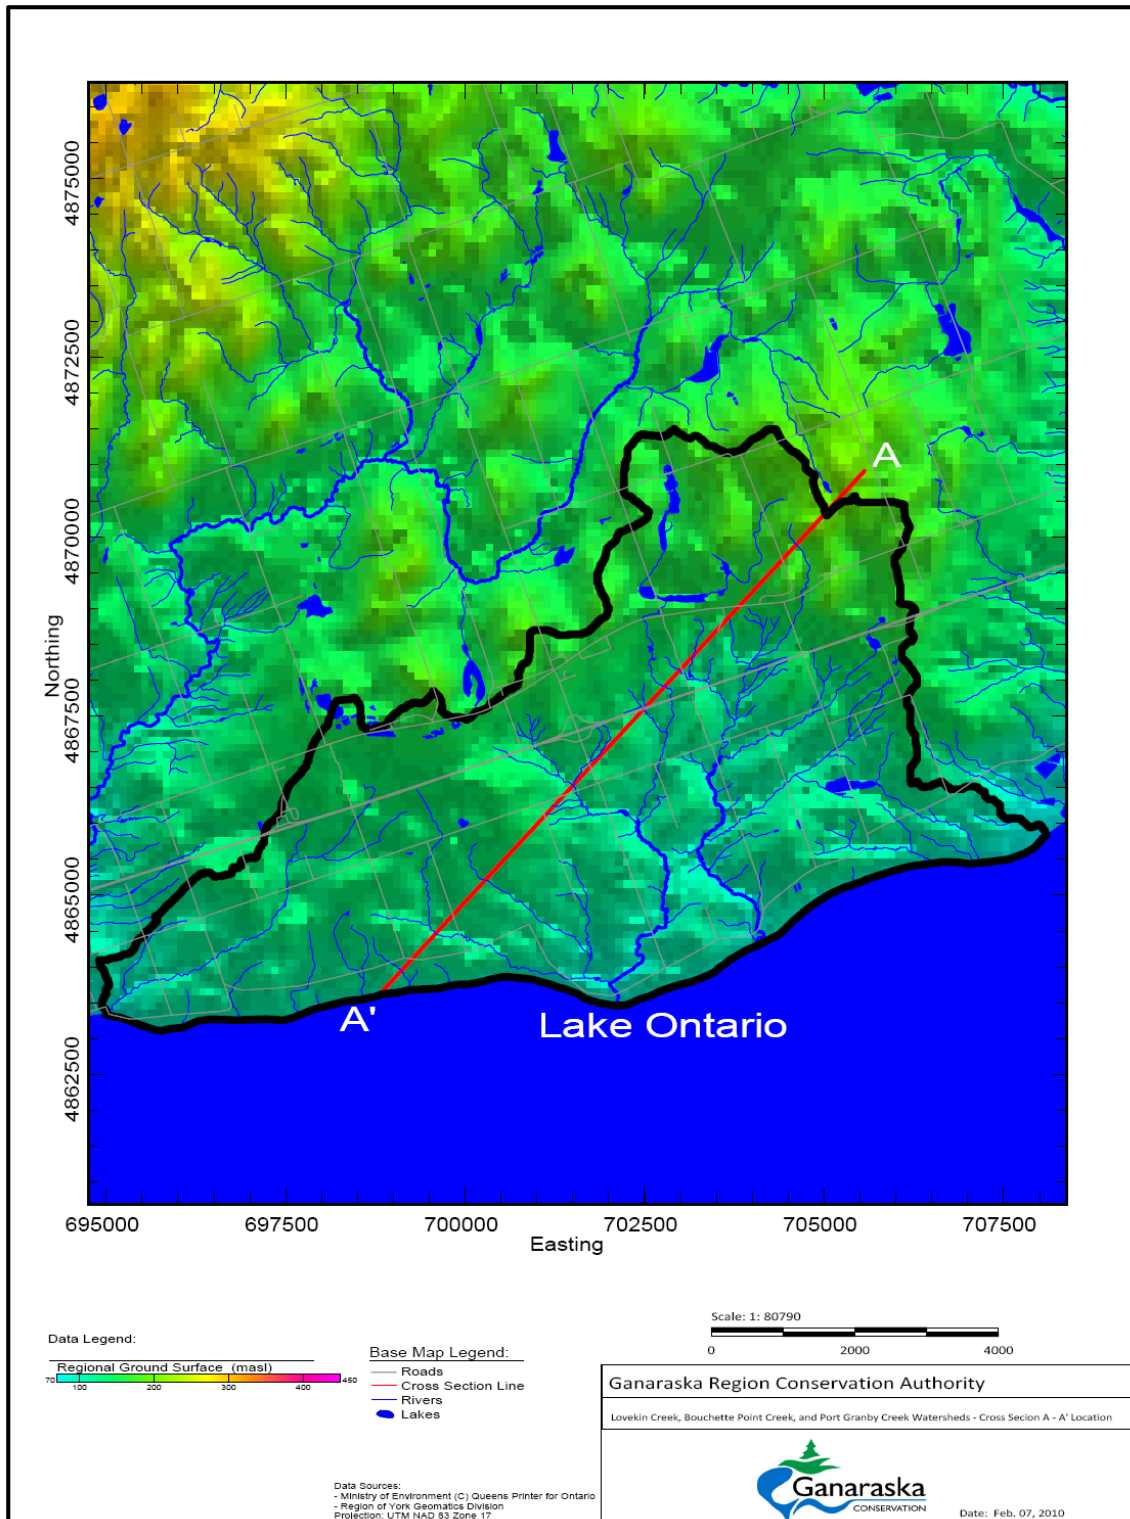 4875000
4872500
4870000
4867500
4865000
4862500
Northing
A
A'
Lake Ontario
695000 697500 700000 702500 705000 707500
Easting
Scale: 1: 80790
0 2000 4000
Data Legend:
Regional Ground Surface (masl)
70 100 200 300 400 450
Base Map Legend:
Roads
Cross Section Line
Rivers
Lakes
Ganaraska Region Conservation Authority
Lovekin Creek, Bouchette Point Creek, and Port Granby Creek Watersheds - Cross Secion A - A' Location
Ganaraska
CONSERVATION
Date: Feb. 07, 2010
Data Sources:
- Ministry of Environment (C) Queens Printer for Ontario
- Region of York Geomatics Division
Projection: UTM NAD 83 Zone 17